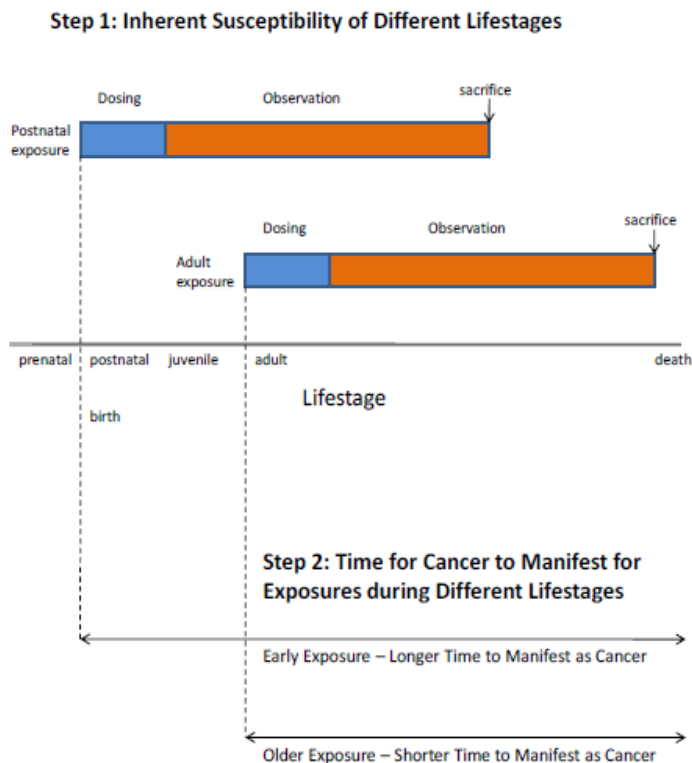 Step 1: Inherent Susceptibility of Different Lifestages
Dosing Observation sacrifice
Postnatal
exposure
Dosing Observation sacrifice
Adult
exposure
prenatal postnatal juvenile adult death
Lifestage
birth
Step 2: Time for Cancer to Manifest for
Exposures during Different Lifestages
Early Exposure – Longer Time to Manifest as Cancer
Older Exposure – Shorter Time to Manifest as Cancer